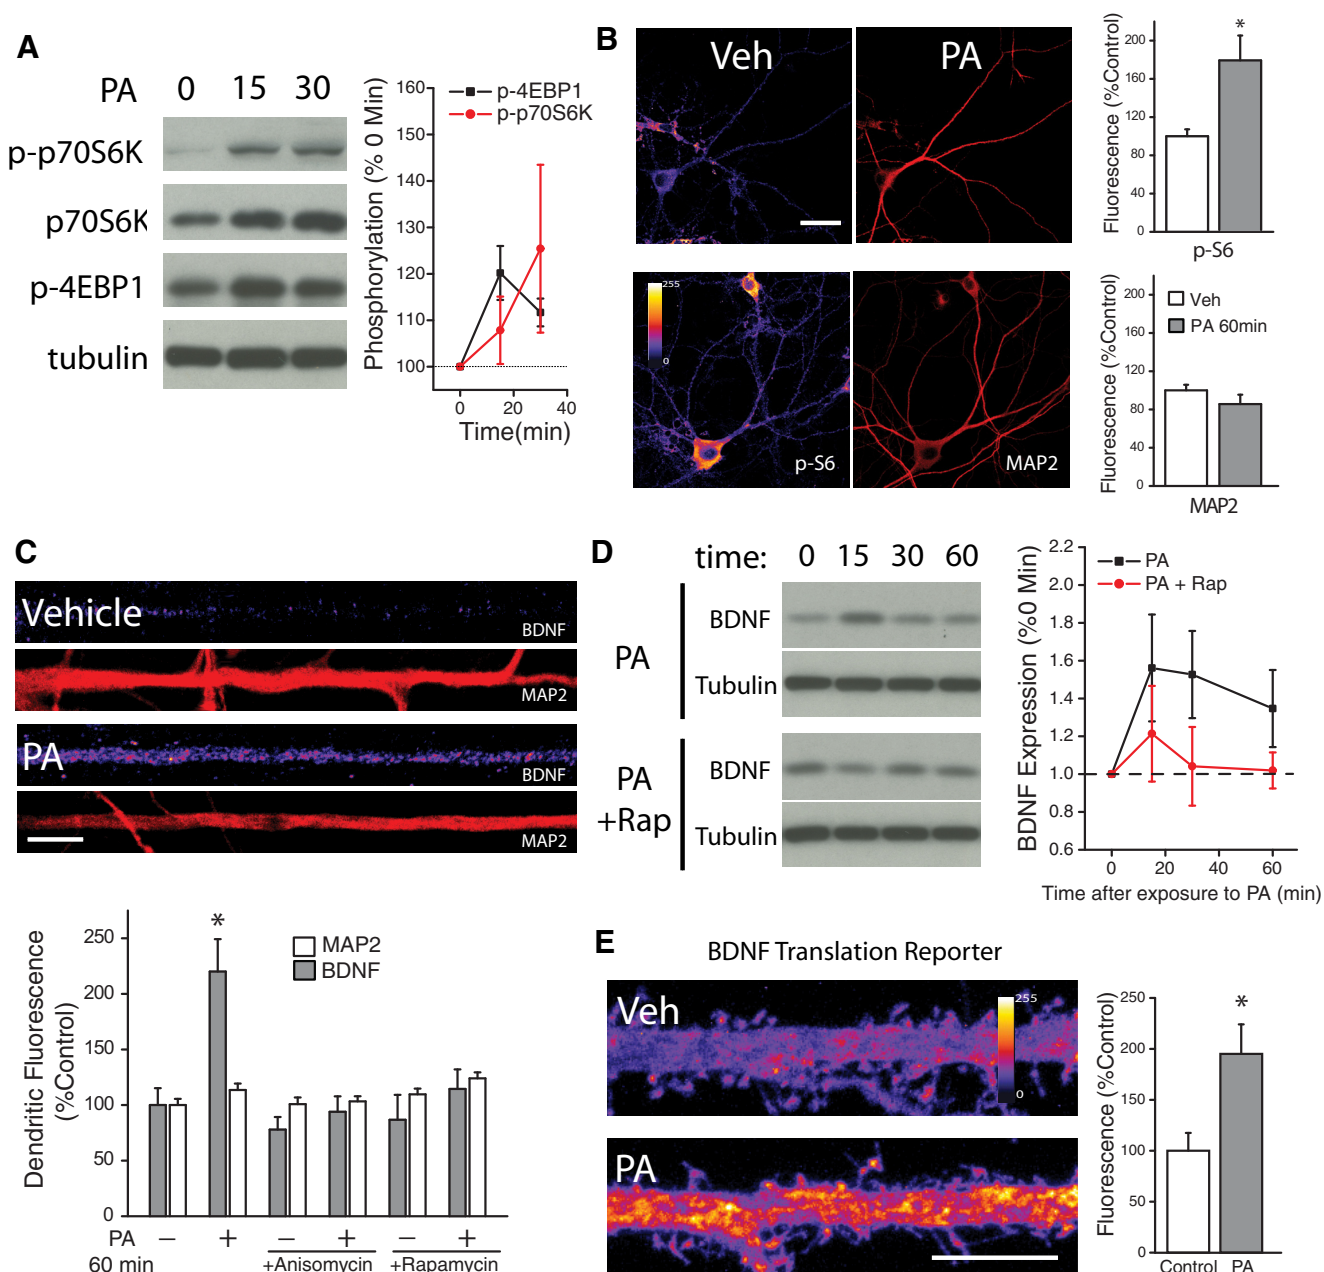 A
PA 0 15 30
p-p70S6K
p70S6K
p-4EBP1
tubulin
Phosphorylation (% 0 Min)
160
150
140
130
120
110
100
p-4EBP1
p-p70S6K
0 20 40
Time(min)
B
Veh PA
255
0
p-S6
MAP2
Fluorescence (%Control)
200
160
120
80
40
0
*
p-S6
Fluorescence (%Control)
200
160
120
80
40
0
Veh
PA 60min
MAP2
C
Vehicle
BDNF
MAP2
PA
BDNF
MAP2
Dendritic Fluorescence
(%Control)
250
200
150
100
50
0
*
MAP2
BDNF
PA − + − + − +
60 min +Anisomycin +Rapamycin
D
time: 0 15 30 60
PA
BDNF
Tubulin
PA
+Rap
BDNF
Tubulin
BDNF Expression (%0 Min)
2.2
2.0
1.8
1.6
1.4
1.2
1.0
0.8
0.6
PA
PA + Rap
0 20 40 60
Time after exposure to PA (min)
E
BDNF Translation Reporter
Veh
255
0
PA
Fluorescence (%Control)
250
200
150
100
50
0
*
Control PA